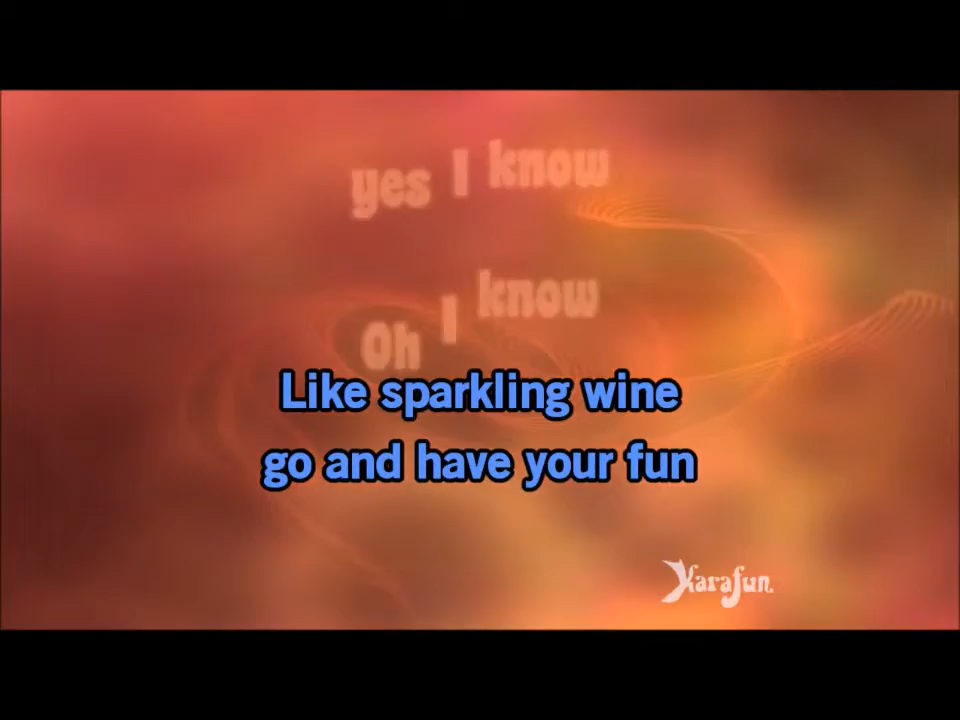 yes I know
Oh I know
Like sparkling wine
go and have your fun
Karafun